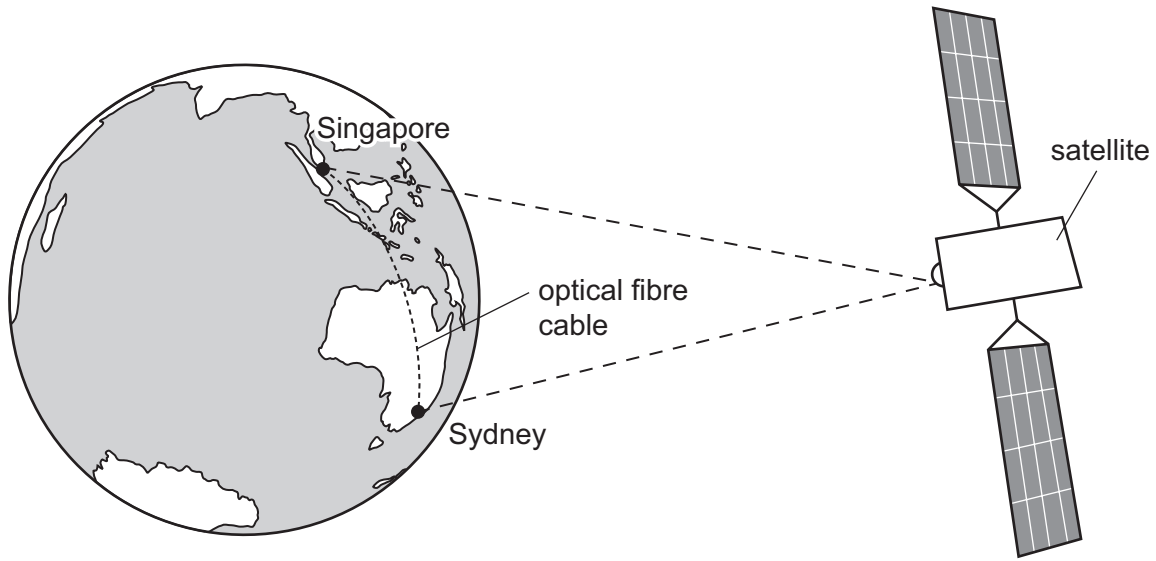 Singapore
satellite
optical fibre
cable
Sydney